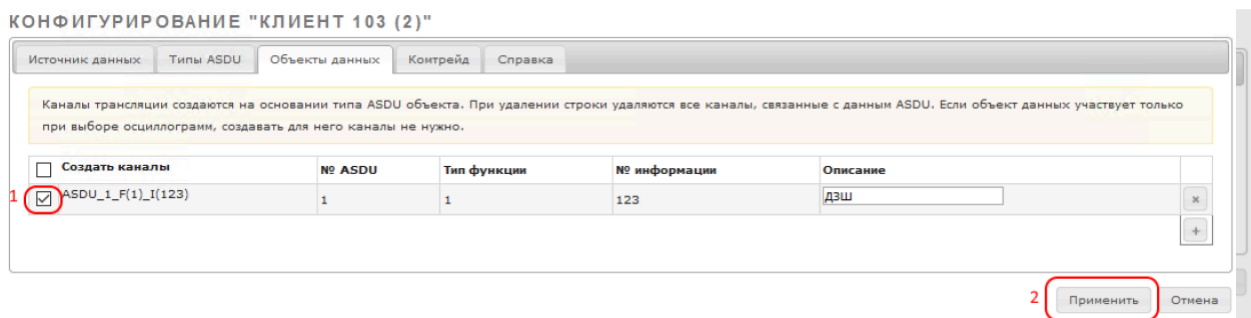 КОНФИГУРИРОВАНИЕ "КЛИЕНТ 103 (2)"
Источник данных Типы ASDU Объекты данных Контрейд Справка
Каналы трансляции создаются на основании типа ASDU объекта. При удалении строки удаляются все каналы, связанные с данным ASDU. Если объект данных участвует только
при выборе осциллограмм, создавать для него каналы не нужно.
Создать каналы № ASDU Тип функции № информации Описание
1 ASDU_1_F(1)_I(123) 1 1 123 ДЗШ
2 Применить Отмена